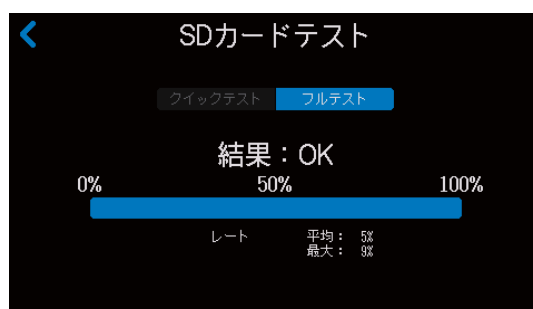 SDカードテスト
クイックテスト フルテスト
結果：OK
0% 50% 100%
レート 平均： 5%
最大： 9%